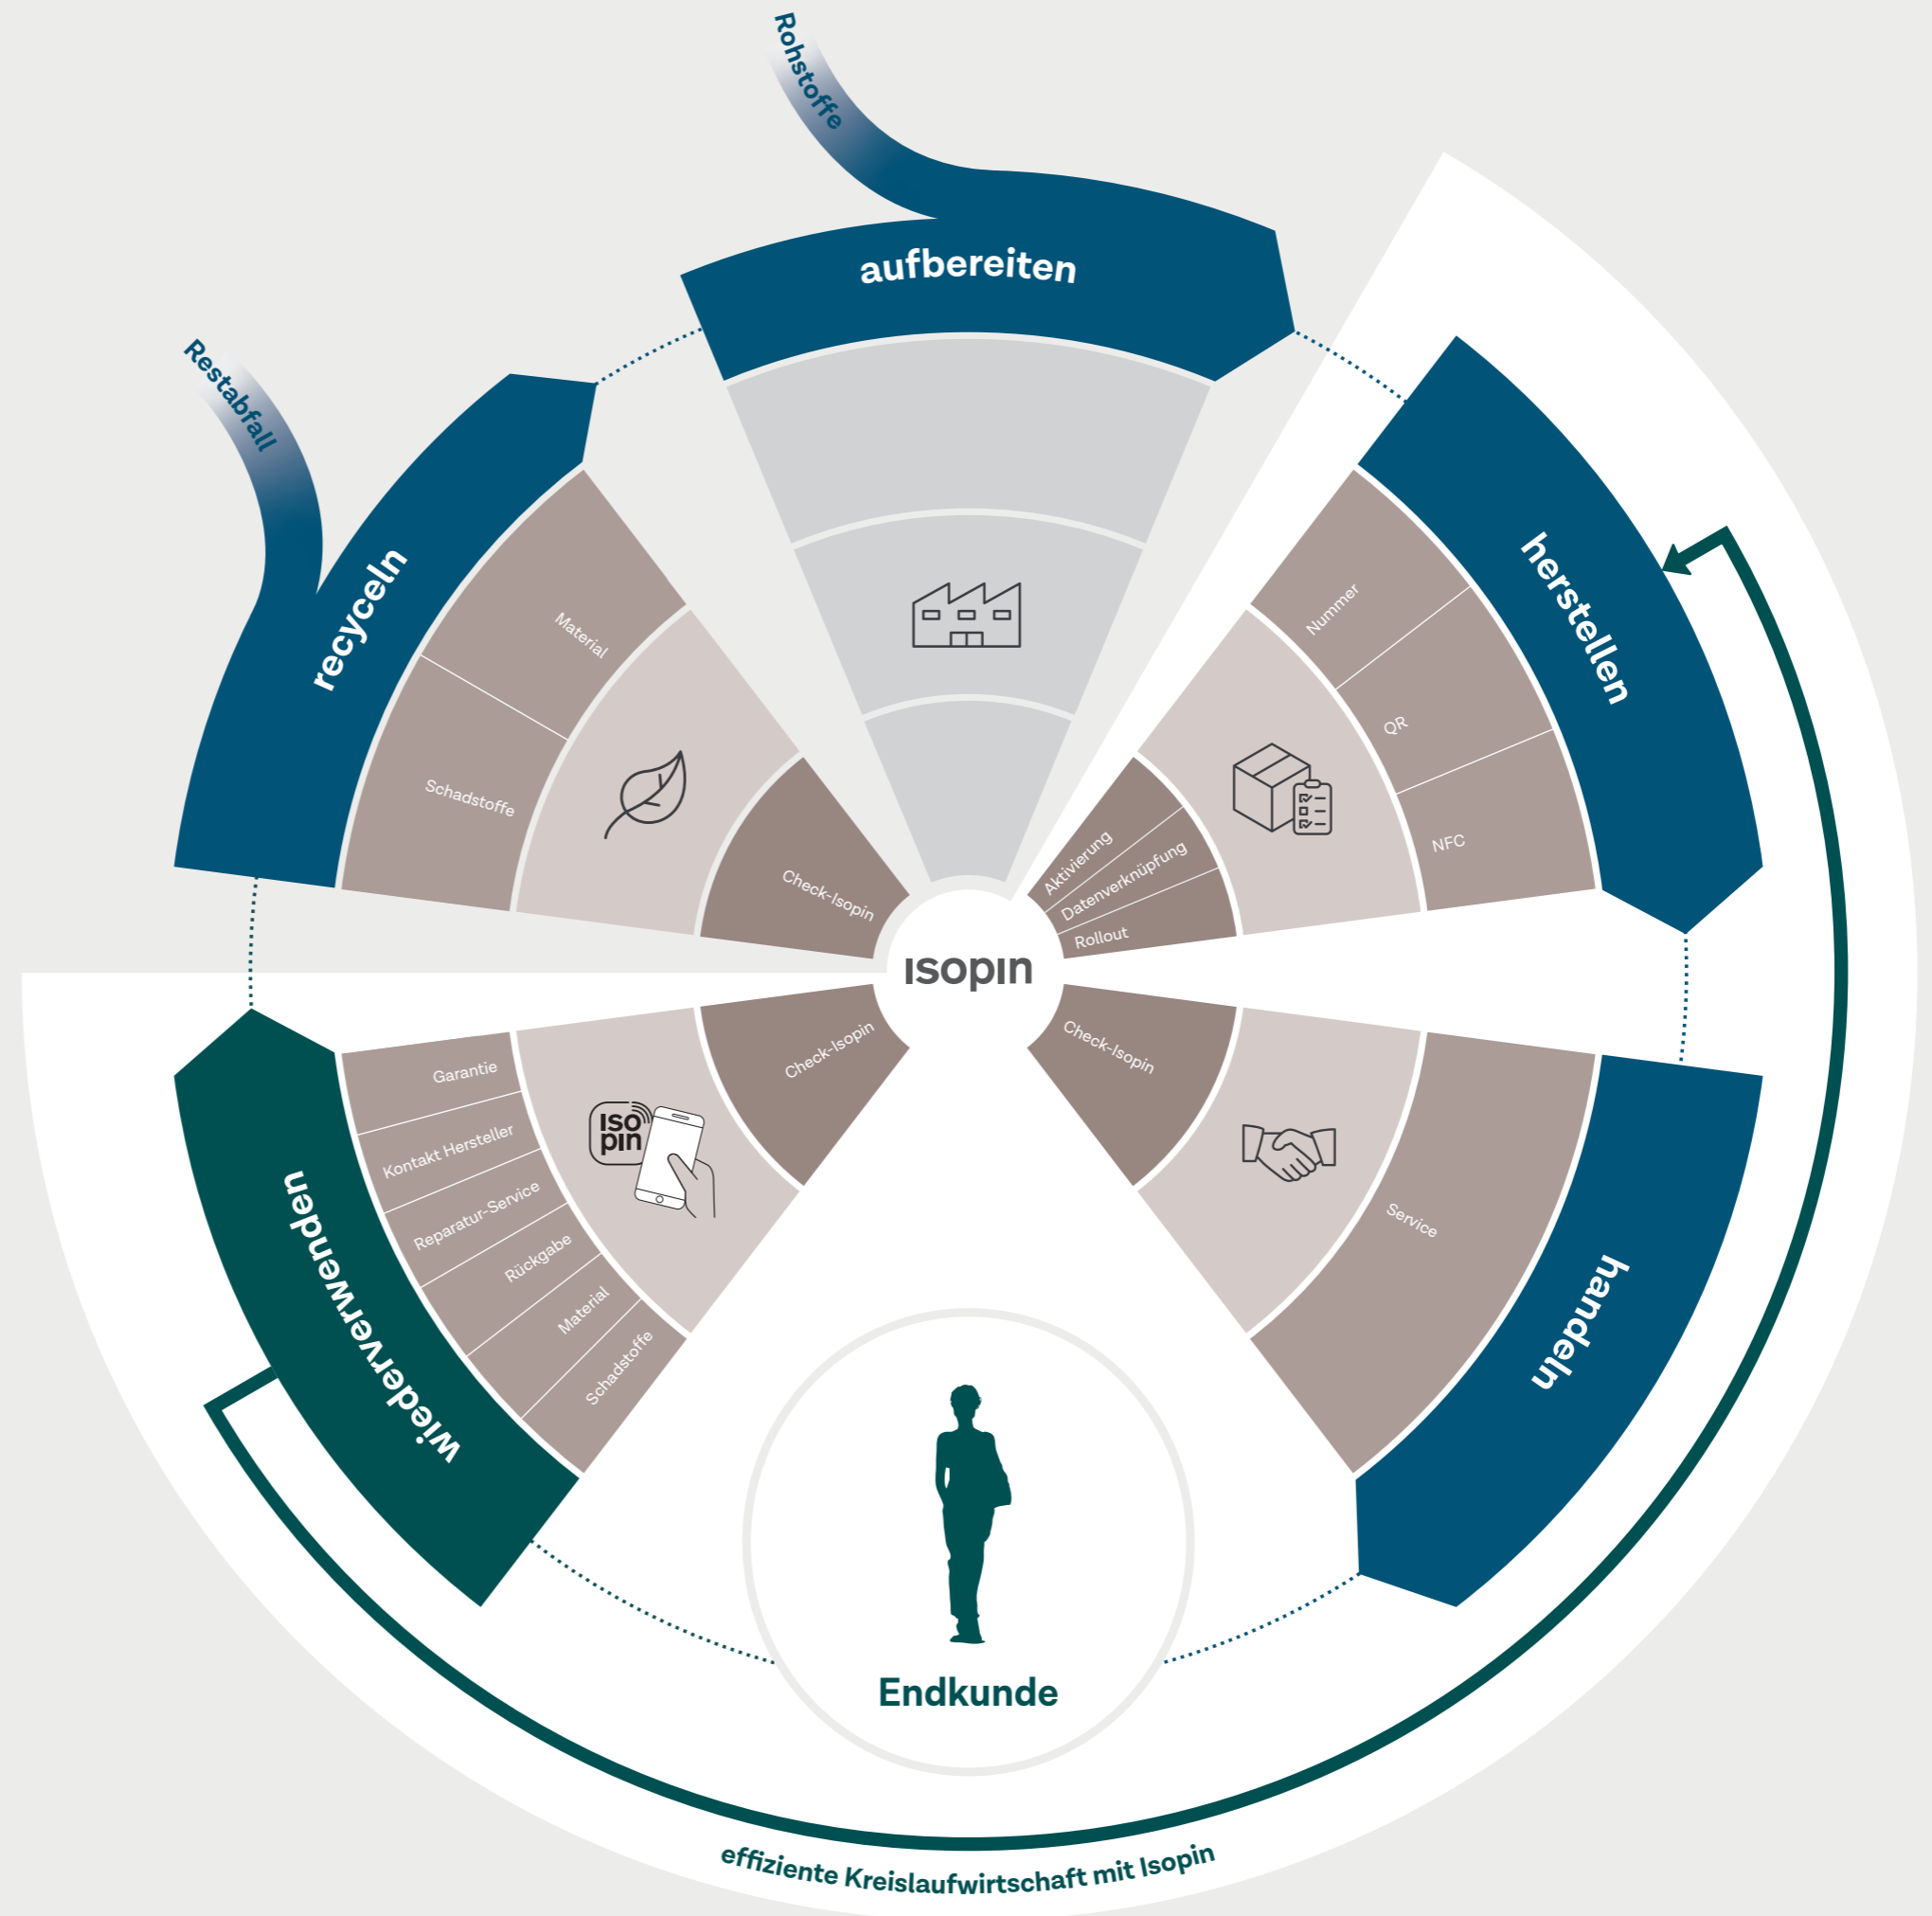 Rohstoffe
aufbereiten
Restabfall
recyceln
Material
Schadstoffe
Check-Isopin
herstellen
Nummer
QR
NFC
Aktivierung
Datenverknüpfung
Rollout
isopin
handeln
Service
Check-Isopin
Endkunde
wiederverwenden
Garantie
Kontakt Hersteller
Reparatur-Service
Rückgabe
Material
Schadstoffe
Iso
pin
Check-Isopin
effiziente Kreislaufwirtschaft mit Isopin